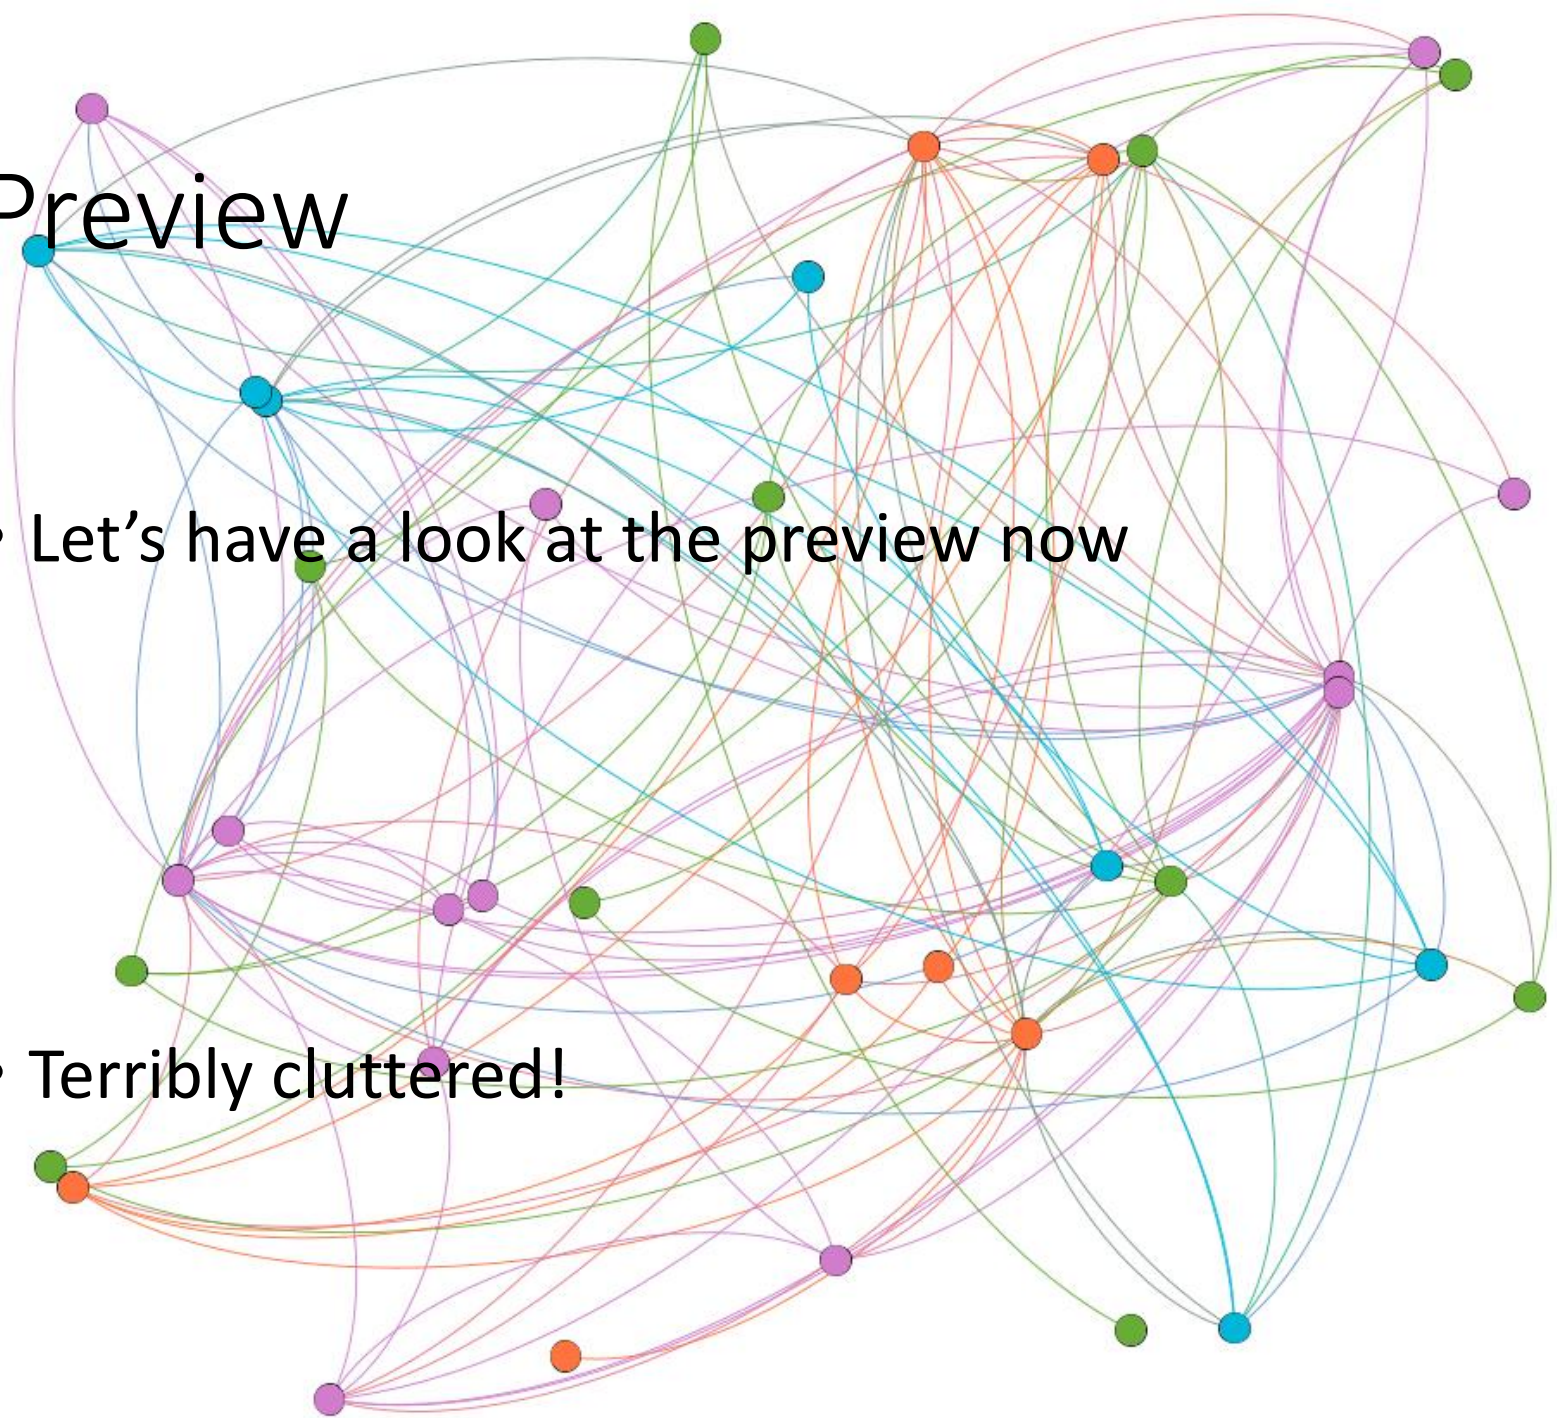 Preview
• Let’s have a look at the preview now
• Terribly cluttered!